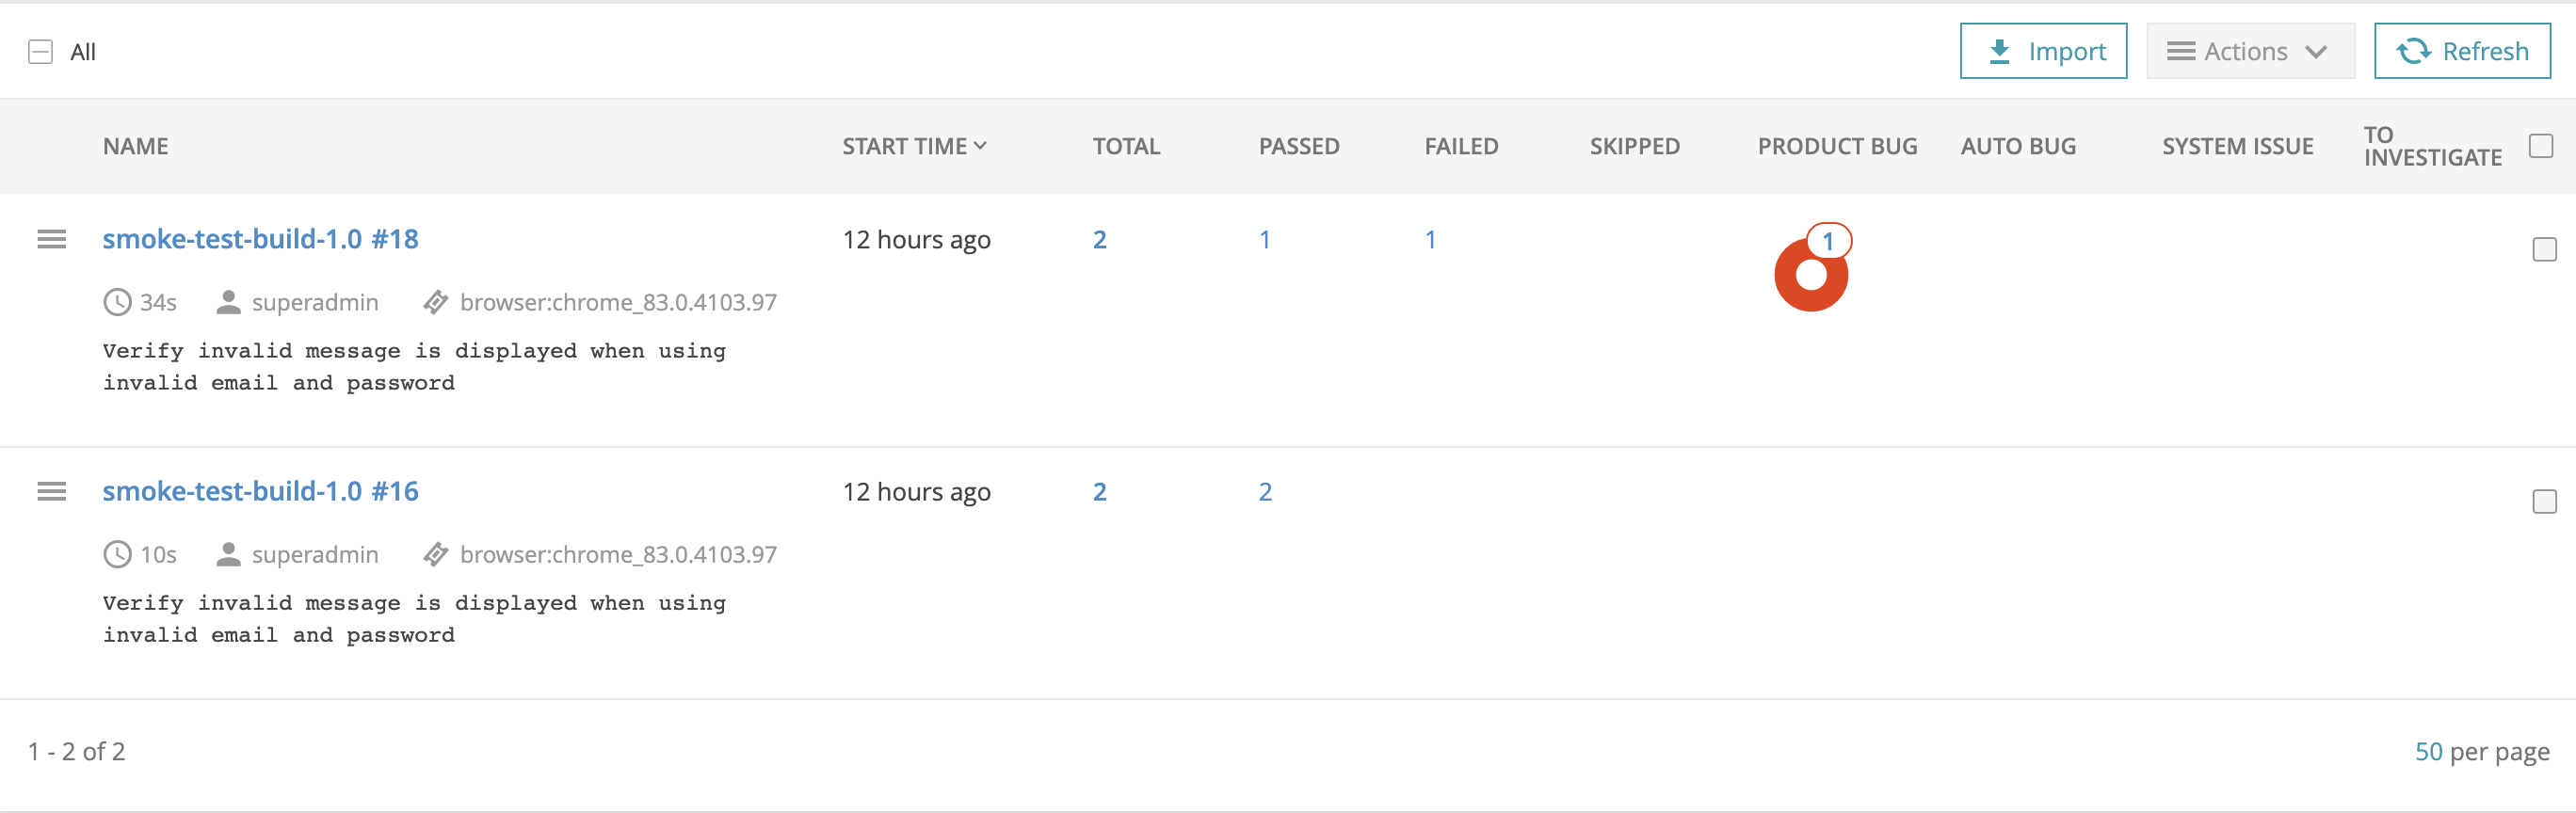 All
Import
Actions
Refresh
NAME
START TIME
TOTAL
PASSED
FAILED
SKIPPED
PRODUCT BUG
AUTO BUG
SYSTEM ISSUE
TO
INVESTIGATE
smoke-test-build-1.0 #18
12 hours ago
2
1
1
1
34s
superadmin
browser:chrome_83.0.4103.97
Verify invalid message is displayed when using
invalid email and password
smoke-test-build-1.0 #16
12 hours ago
2
2
10s
superadmin
browser:chrome_83.0.4103.97
Verify invalid message is displayed when using
invalid email and password
1 - 2 of 2
50 per page